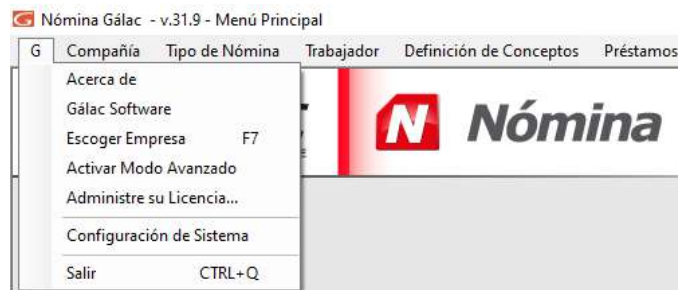 Nómina Gálac - v.31.9 - Menú Principal
G Compañía Tipo de Nómina Trabajador Definición de Conceptos Préstamos
Acerca de
Gálac Software
Escoger Empresa F7
Activar Modo Avanzado
Administre su Licencia...
Configuración de Sistema
Salir CTRL+Q
N Nómina